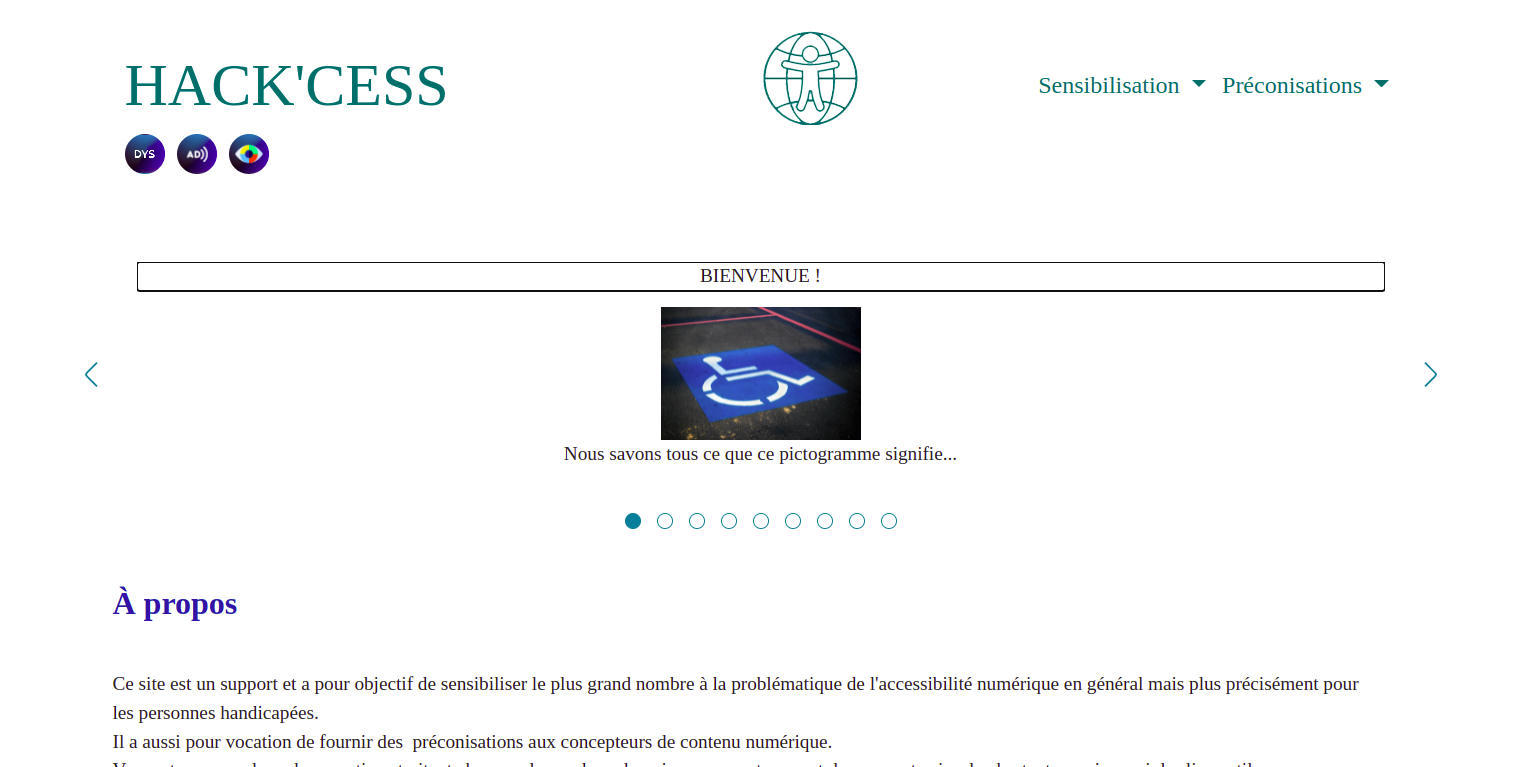 HACK'CESS
Sensibilisation
Préconisations
DYS
AD))
BIENVENUE !
Nous savons tous ce que ce pictogramme signifie...
À propos
Ce site est un support et a pour objectif de sensibiliser le plus grand nombre à la problématique de l'accessibilité numérique en général mais plus précisément pour
les personnes handicapées.
Il a aussi pour vocation de fournir des  préconisations aux concepteurs de contenu numérique.